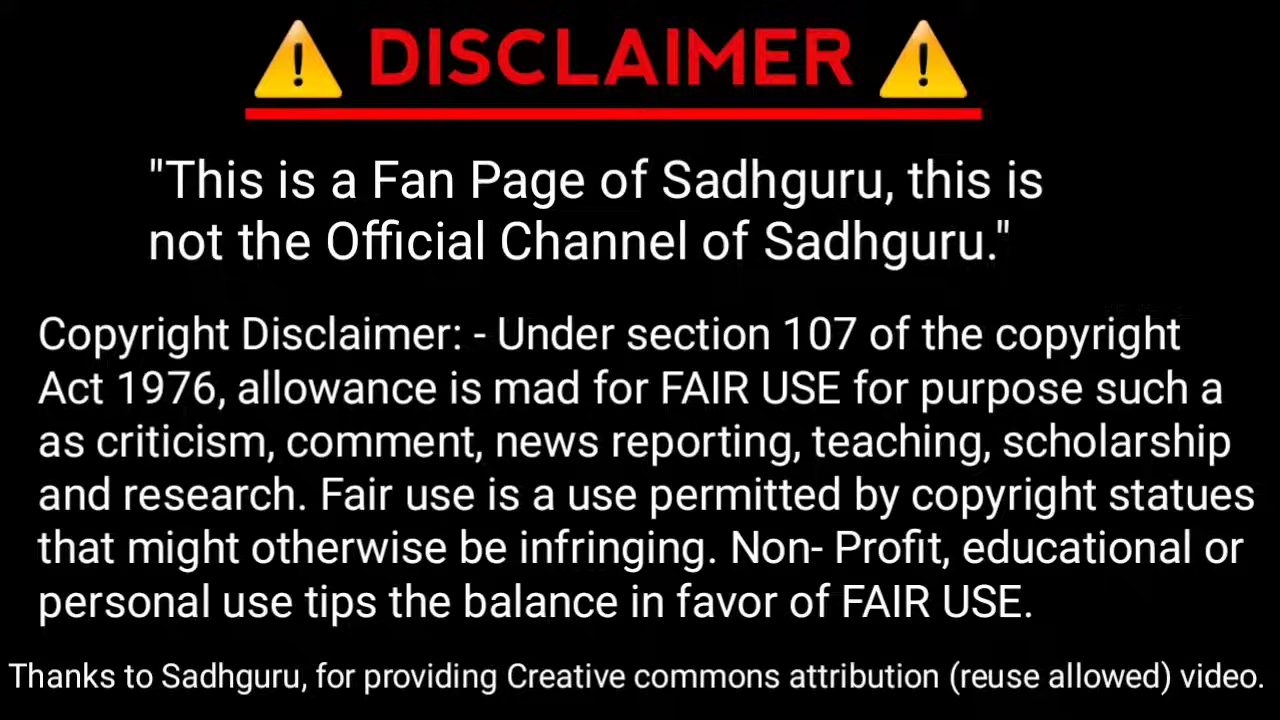 ⚠ DISCLAIMER ⚠
"This is a Fan Page of Sadhguru, this is
not the Official Channel of Sadhguru."
Copyright Disclaimer: - Under section 107 of the copyright
Act 1976, allowance is mad for FAIR USE for purpose such a
as criticism, comment, news reporting, teaching, scholarship
and research. Fair use is a use permitted by copyright statues
that might otherwise be infringing. Non- Profit, educational or
personal use tips the balance in favor of FAIR USE.
Thanks to Sadhguru, for providing Creative commons attribution (reuse allowed) video.